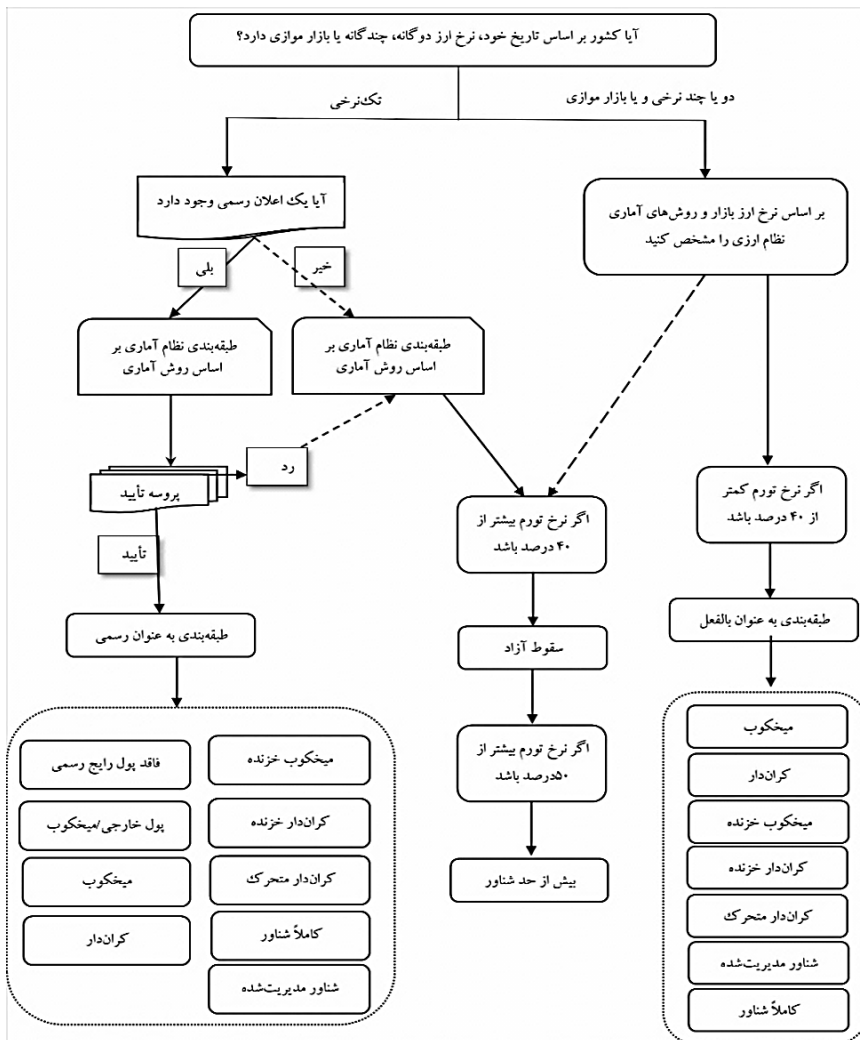 آیا کشور بر اساس تاریخ خود، نرخ ارز دوگانه، چندگانه یا بازار موازی دارد؟
دو یا چند نرخی و یا بازار موازی
تک‌نرخی
آیا یک اعلان رسمی وجود دارد
بر اساس نرخ ارز بازار و روش‌های آماری
نظام ارزی را مشخص کنید
بلی
خیر
طبقه‌بندی نظام آماری بر
اساس روش آماری
طبقه‌بندی نظام آماری بر
اساس روش آماری
رد
پروسه تأیید
تأیید
اگر نرخ تورم کمتر
از ۴۰ درصد باشد
اگر نرخ تورم بیشتر از
۴۰ درصد باشد
طبقه‌بندی به عنوان بالفعل
طبقه‌بندی به عنوان رسمی
سقوط آزاد
اگر نرخ تورم بیشتر از
۵۰درصد باشد
بیش از حد شناور
میخکوب خزنده
کران‌دار خزنده
کران‌دار متحرک
کاملاً شناور
شناور مدیریت‌شده
فاقد پول رایج رسمی
پول خارجی/میخکوب
میخکوب
کران‌دار
میخکوب
کران‌دار
میخکوب خزنده
کران‌دار خزنده
کران‌دار متحرک
شناور مدیریت‌شده
کاملاً شناور